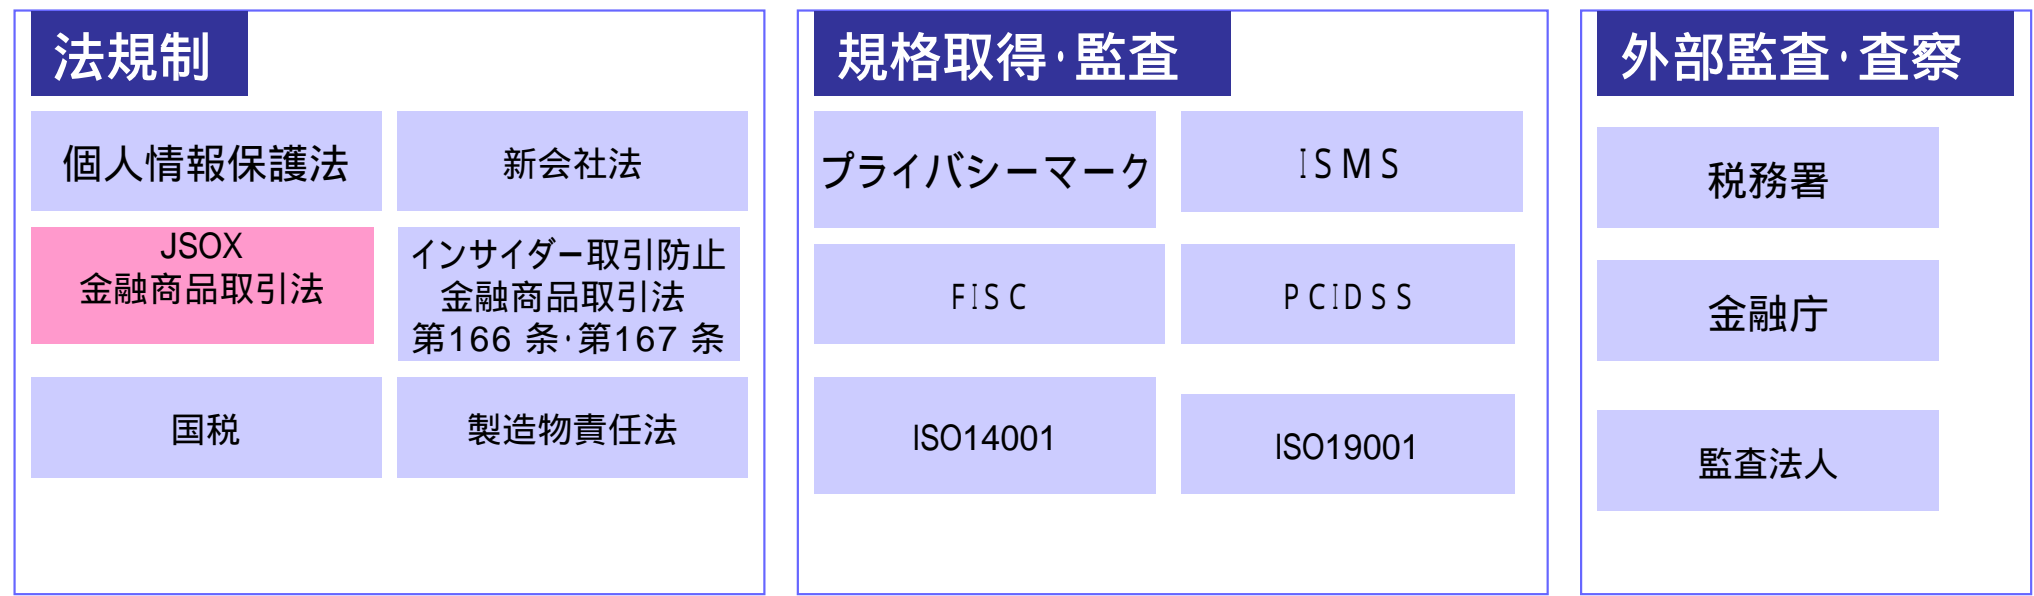 法規制
個人情報保護法
新会社法
JSOX
金融商品取引法
インサイダー取引防止
金融商品取引法
第166 条・第167 条
国税
製造物責任法
規格取得・監査
プライバシーマーク
ISMS
FISC
PCIDSS
ISO14001
ISO19001
外部監査・査察
税務署
金融庁
監査法人